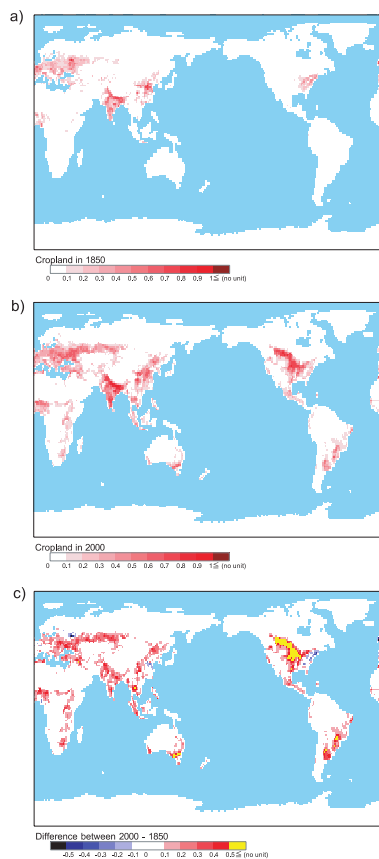 a)
Cropland in 1850
0 0.1 0.2 0.3 0.4 0.5 0.6 0.7 0.8 0.9 1≦ (no unit)
b)
Cropland in 2000
0 0.1 0.2 0.3 0.4 0.5 0.6 0.7 0.8 0.9 1≦ (no unit)
c)
Difference between 2000 - 1850
-0.5 -0.4 -0.3 -0.2 -0.1 0 0.1 0.2 0.3 0.4 0.5≦ (no unit)